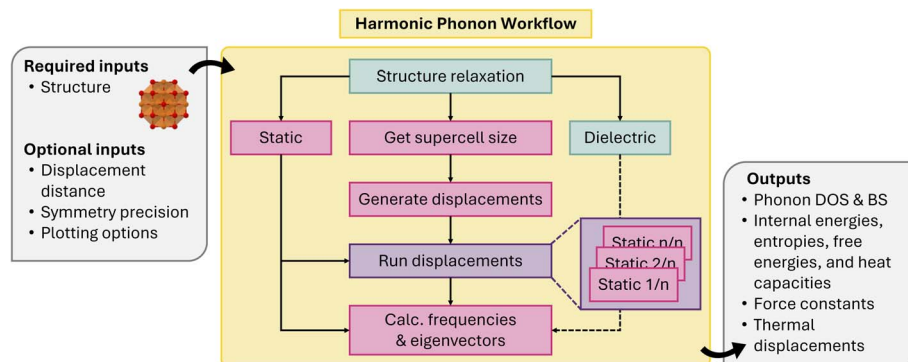 Harmonic Phonon Workflow
Required inputs
• Structure
Optional inputs
• Displacement
distance
• Symmetry precision
• Plotting options
Structure relaxation
Static
Get supercell size
Dielectric
Generate displacements
Run displacements
Static n/n
Static 2/n
Static 1/n
Calc. frequencies
& eigenvectors
Outputs
• Phonon DOS & BS
• Internal energies,
entropies, free
energies, and heat
capacities
• Force constants
• Thermal
displacements